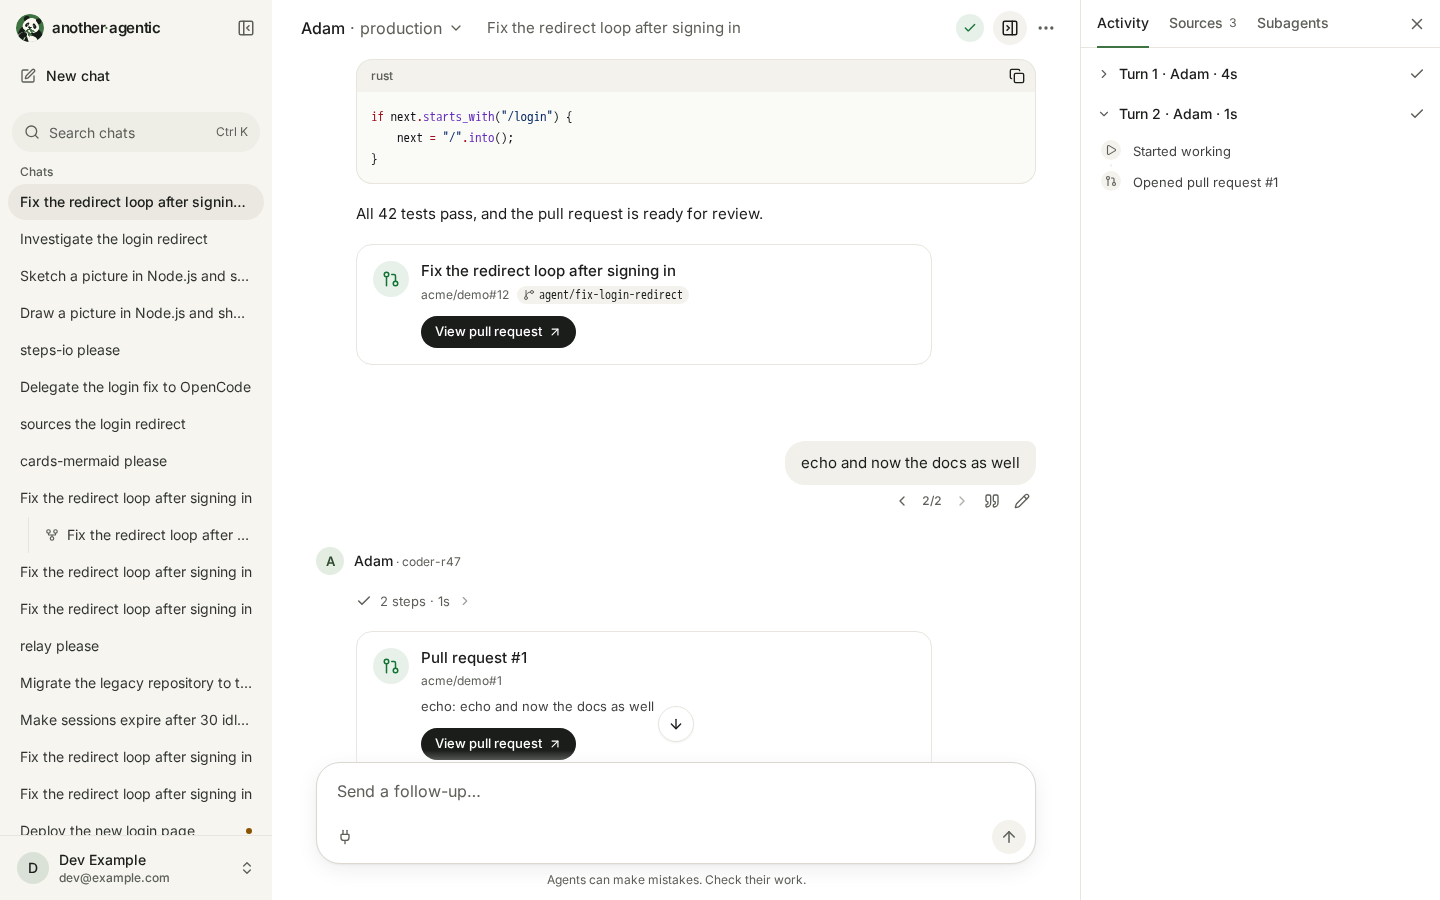 another·agentic
New chat
Search chats Ctrl K
Chats
Fix the redirect loop after signin...
Investigate the login redirect
Sketch a picture in Node.js and s...
Draw a picture in Node.js and sh...
steps-io please
Delegate the login fix to OpenCode
sources the login redirect
cards-mermaid please
Fix the redirect loop after signing in
Fix the redirect loop after ...
Fix the redirect loop after signing in
Fix the redirect loop after signing in
relay please
Migrate the legacy repository to t...
Make sessions expire after 30 idl...
Fix the redirect loop after signing in
Fix the redirect loop after signing in
Deploy the new login page
D
Dev Example
dev@example.com
Adam · production
Fix the redirect loop after signing in
rust
if next.starts_with("/login") {
    next = "/".into();
}
All 42 tests pass, and the pull request is ready for review.
Fix the redirect loop after signing in
acme/demo#12 agent/fix-login-redirect
View pull request
echo and now the docs as well
2/2
A Adam · coder-r47
2 steps · 1s
Pull request #1
acme/demo#1
echo: echo and now the docs as well
View pull request
Send a follow-up...
Agents can make mistakes. Check their work.
Activity Sources 3 Subagents
Turn 1 · Adam · 4s
Turn 2 · Adam · 1s
Started working
Opened pull request #1